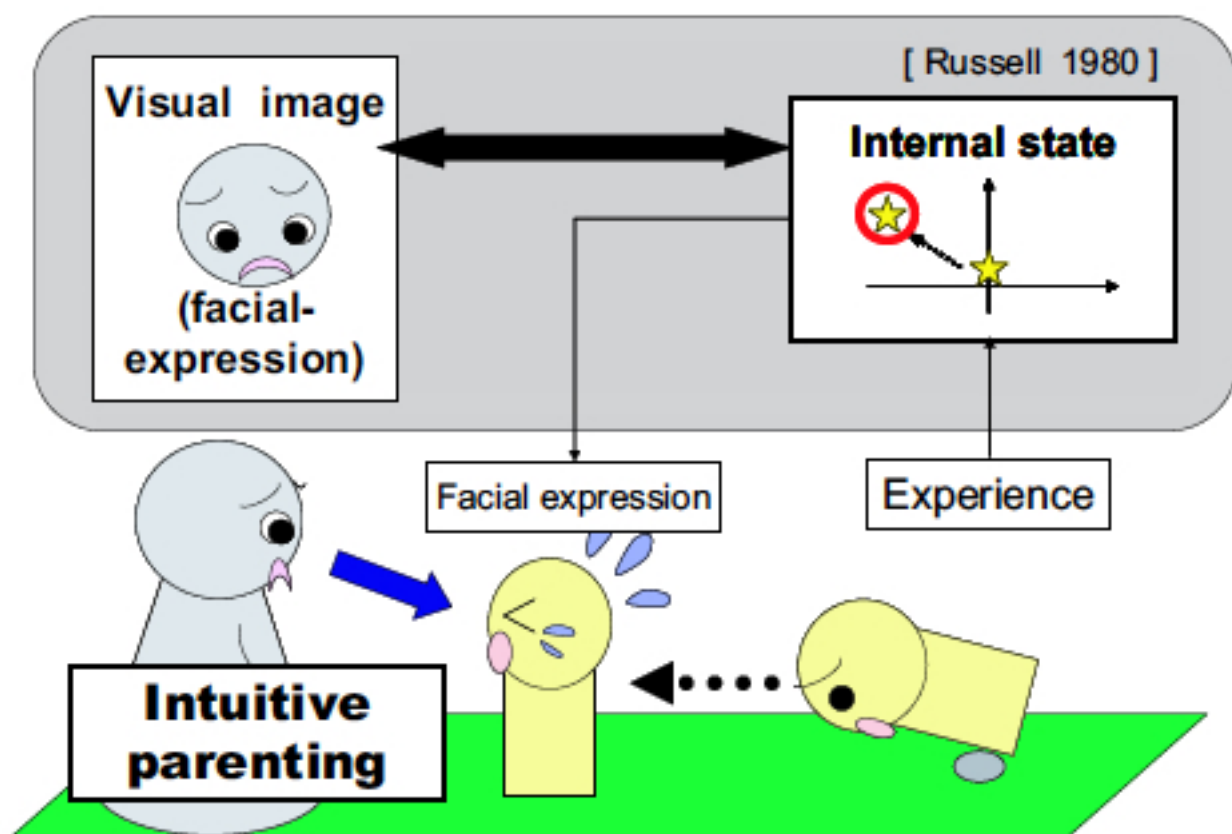 [ Russell 1980 ]
Visual image
(facial-
expression)
Internal state
Facial expression
Experience
Intuitive
parenting